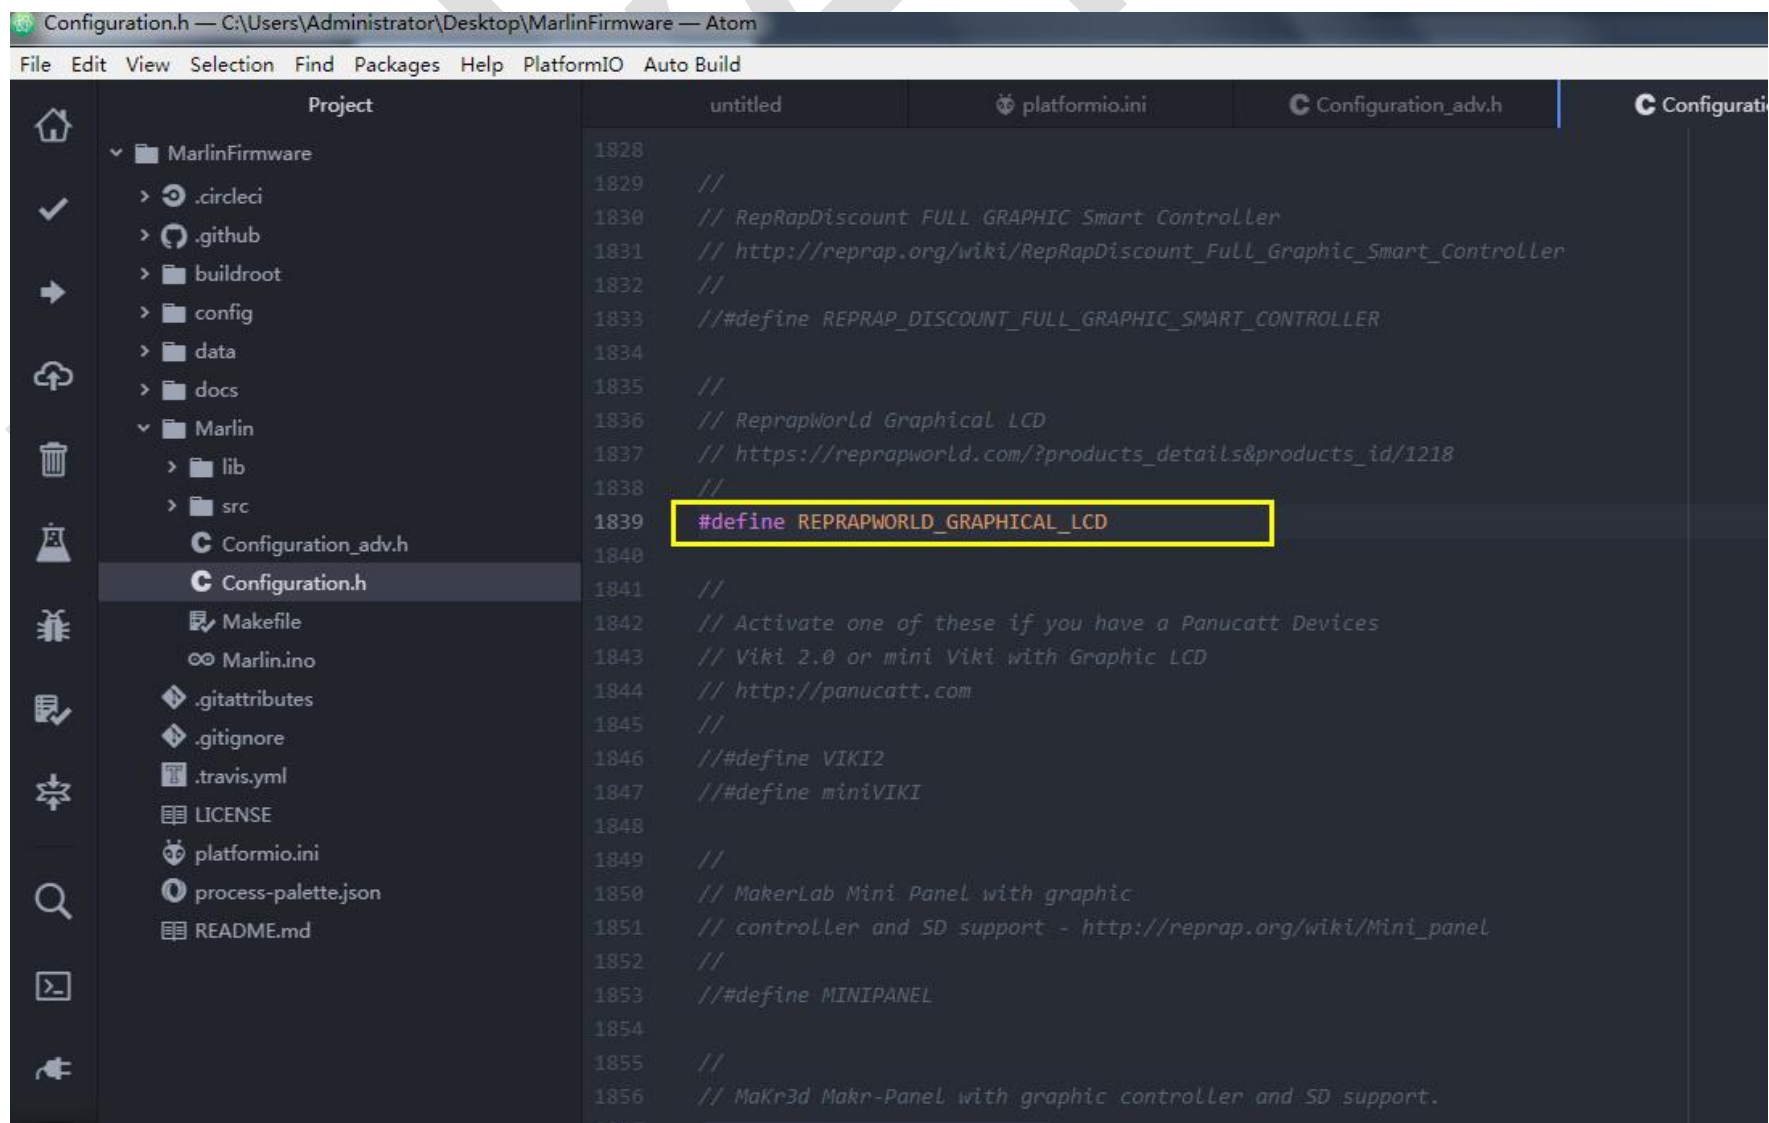 Configuration.h — C:\Users\Administrator\Desktop\MarlinFirmware — Atom
File Edit View Selection Find Packages Help PlatformIO Auto Build
Project
MarlinFirmware
.circleci
.github
buildroot
config
data
docs
Marlin
lib
src
Configuration_adv.h
Configuration.h
Makefile
Marlin.ino
.gitattributes
.gitignore
.travis.yml
LICENSE
platformio.ini
process-palette.json
README.md
untitled platformio.ini Configuration_adv.h Configurati
1828
1829 //
1830 // RepRapDiscount FULL GRAPHIC Smart Controller
1831 // http://reprap.org/wiki/RepRapDiscount_Full_Graphic_Smart_Controller
1832 //
1833 //#define REPRAP_DISCOUNT_FULL_GRAPHIC_SMART_CONTROLLER
1834
1835 //
1836 // ReprapWorld Graphical LCD
1837 // https://reprapworld.com/?products_details&products_id/1218
1838 //
1839 #define REPRAPWORLD_GRAPHICAL_LCD
1840
1841 //
1842 // Activate one of these if you have a Panucatt Devices
1843 // Viki 2.0 or mini Viki with Graphic LCD
1844 // http://panucatt.com
1845 //
1846 //#define VIKI2
1847 //#define miniVIKI
1848
1849 //
1850 // MakerLab Mini Panel with graphic
1851 // controller and SD support - http://reprap.org/wiki/Mini_panel
1852 //
1853 //#define MINIPANEL
1854
1855 //
1856 // MaKr3d Makr-Panel with graphic controller and SD support.